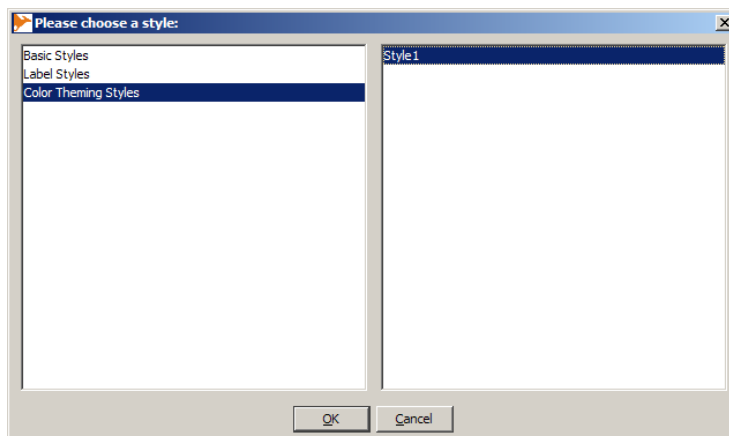 Please choose a style:
Basic Styles
Label Styles
Color Theming Styles
Style1
OK
Cancel